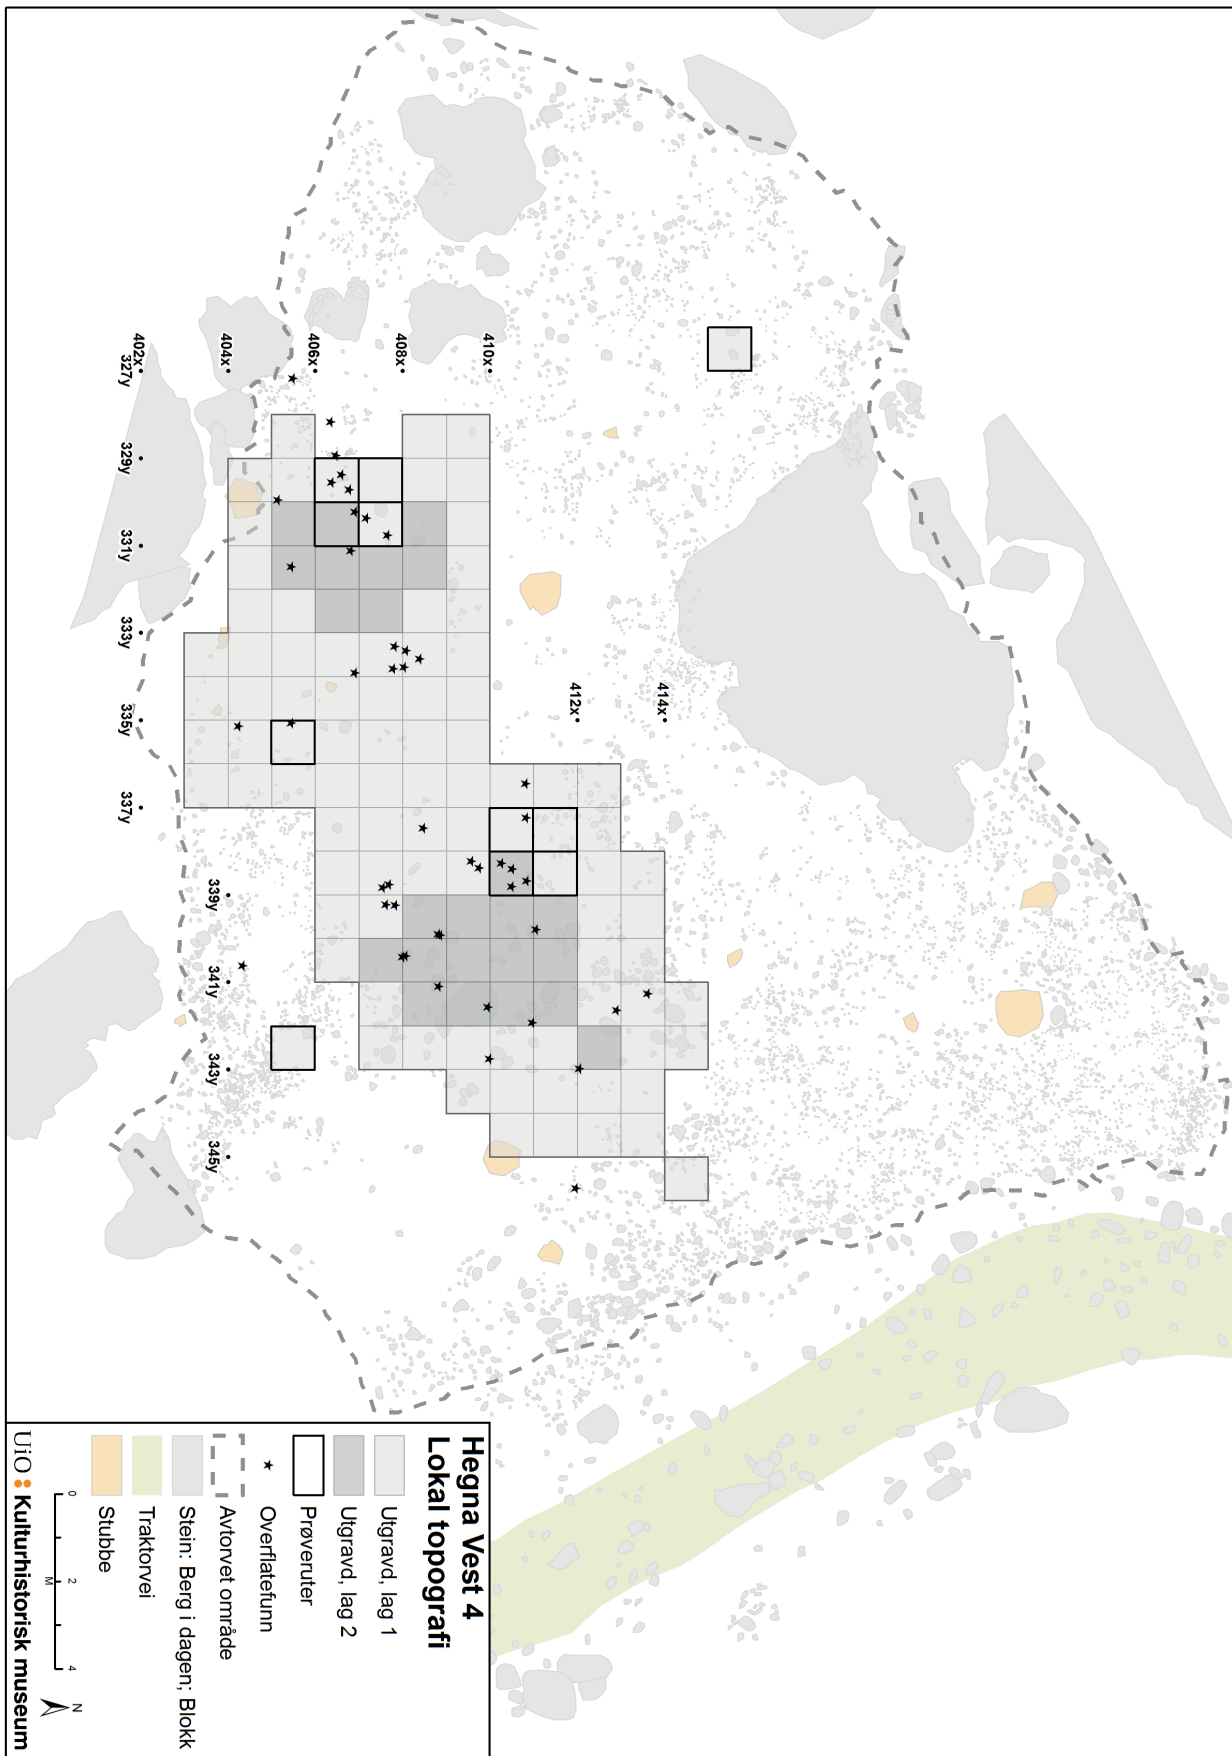 402x
404x
406x
408x
410x
412x
414x
327y
329y
331y
333y
335y
337y
339y
341y
343y
345y
Hegna Vest 4
Lokal topografi
Utgravd, lag 1
Utgravd, lag 2
Prøveruter
Overflatefunn
Avtorvet område
Stein: Berg i dagen; Blokk
Traktorvei
Stubbe
0 2 4
M
N
UiO : Kulturhistorisk museum